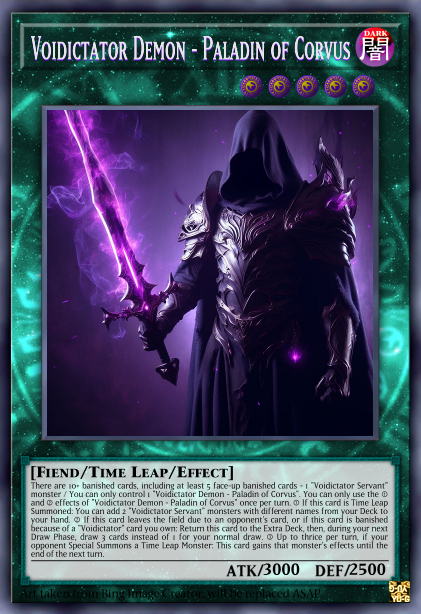 Voidictator Demon - Paladin of Corvus
DARK
闇
[Fiend/Time Leap/Effect]
There are 10+ banished cards, including at least 5 face-up banished cards - 1 "Voidictator Servant"
monster / You can only control 1 "Voidictator Demon - Paladin of Corvus". You can only use the ①
and ② effects of "Voidictator Demon - Paladin of Corvus" once per turn. ① If this card is Time Leap
Summoned: You can add 2 "Voidictator Servant" monsters with different names from your Deck to
your hand. ② If this card leaves the field due to an opponent's card, or if this card is banished
because of a "Voidictator" card you own: Return this card to the Extra Deck, then, during your next
Draw Phase, draw 3 cards instead of 1 for your normal draw. ③ Up to thrice per turn, if your
opponent Special Summons a Time Leap Monster: This card gains that monster's effects until the
end of the next turn.
ATK/3000 DEF/2500
Art taken from Bing Image Creator, will be replaced ASAP